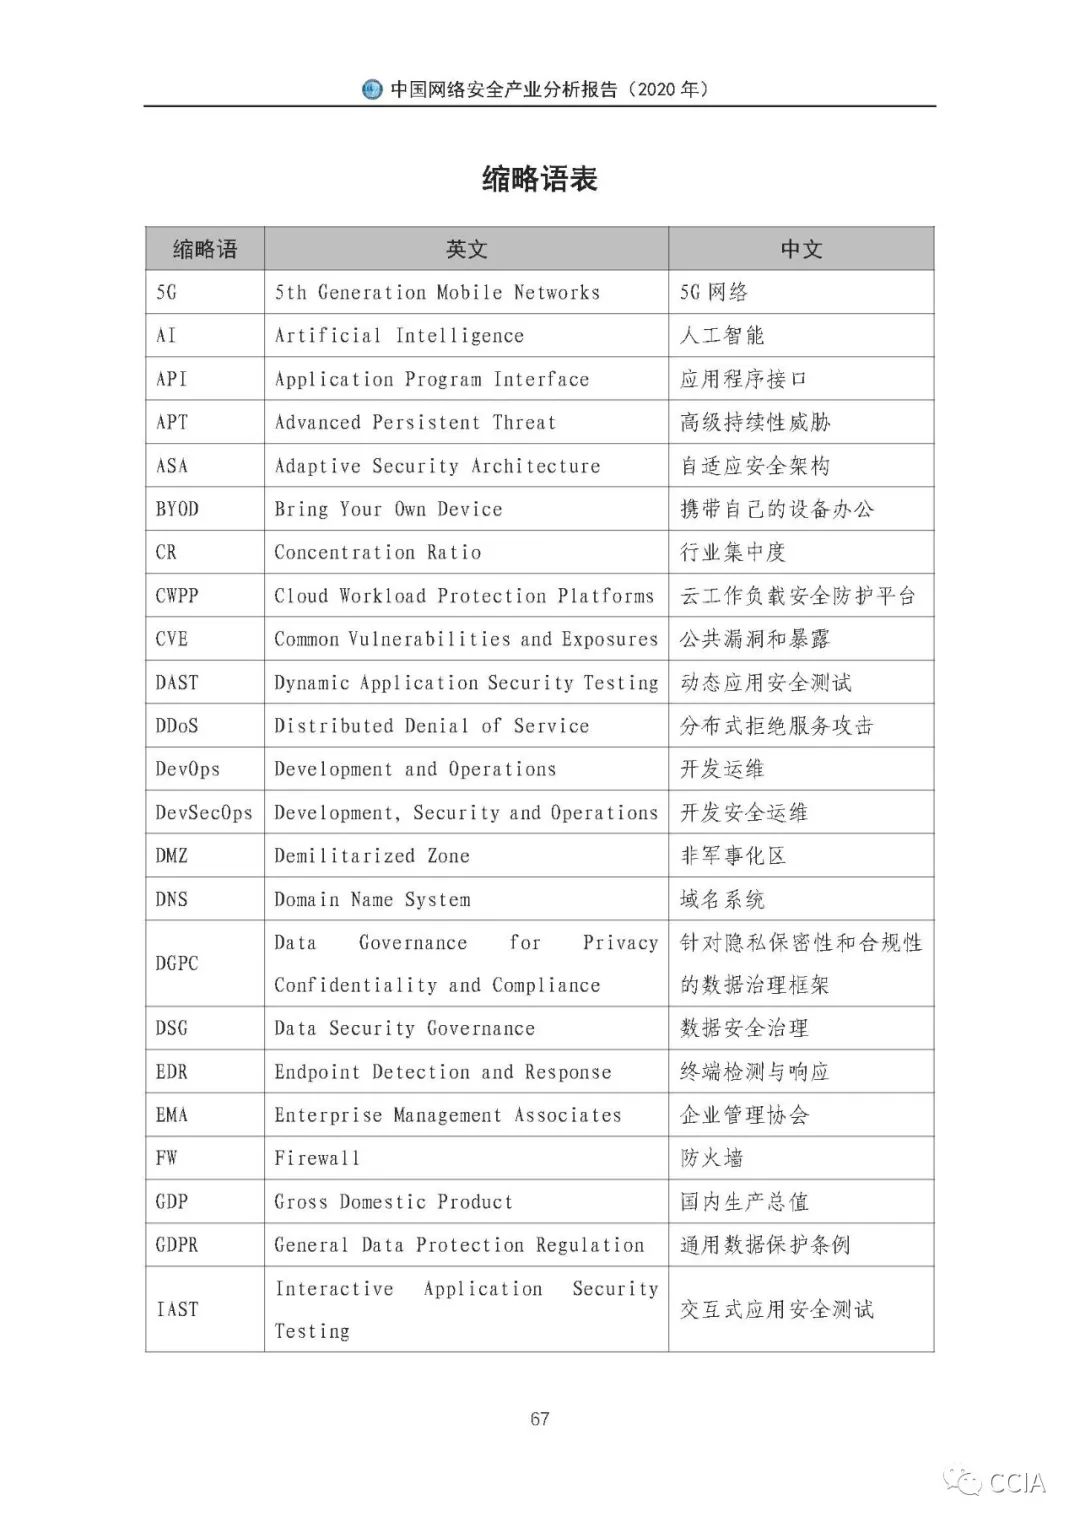 中国网络安全产业分析报告（2020 年）
缩略语表
缩略语 英文 中文
5G 5th Generation Mobile Networks 5G 网络
AI Artificial Intelligence 人工智能
API Application Program Interface 应用程序接口
APT Advanced Persistent Threat 高级持续性威胁
ASA Adaptive Security Architecture 自适应安全架构
BYOD Bring Your Own Device 携带自己的设备办公
CR Concentration Ratio 行业集中度
CWPP Cloud Workload Protection Platforms 云工作负载安全防护平台
CVE Common Vulnerabilities and Exposures 公共漏洞和暴露
DAST Dynamic Application Security Testing 动态应用安全测试
DDoS Distributed Denial of Service 分布式拒绝服务攻击
DevOps Development and Operations 开发运维
DevSecOps Development, Security and Operations 开发安全运维
DMZ Demilitarized Zone 非军事化区
DNS Domain Name System 域名系统
DGPC Data Governance for Privacy 针对隐私保密性和合规性
Confidentiality and Compliance 的数据治理框架
DSG Data Security Governance 数据安全治理
EDR Endpoint Detection and Response 终端检测与响应
EMA Enterprise Management Associates 企业管理协会
FW Firewall 防火墙
GDP Gross Domestic Product 国内生产总值
GDPR General Data Protection Regulation 通用数据保护条例
IAST Interactive Application Security 交互式应用安全测试
Testing
67
CCIA